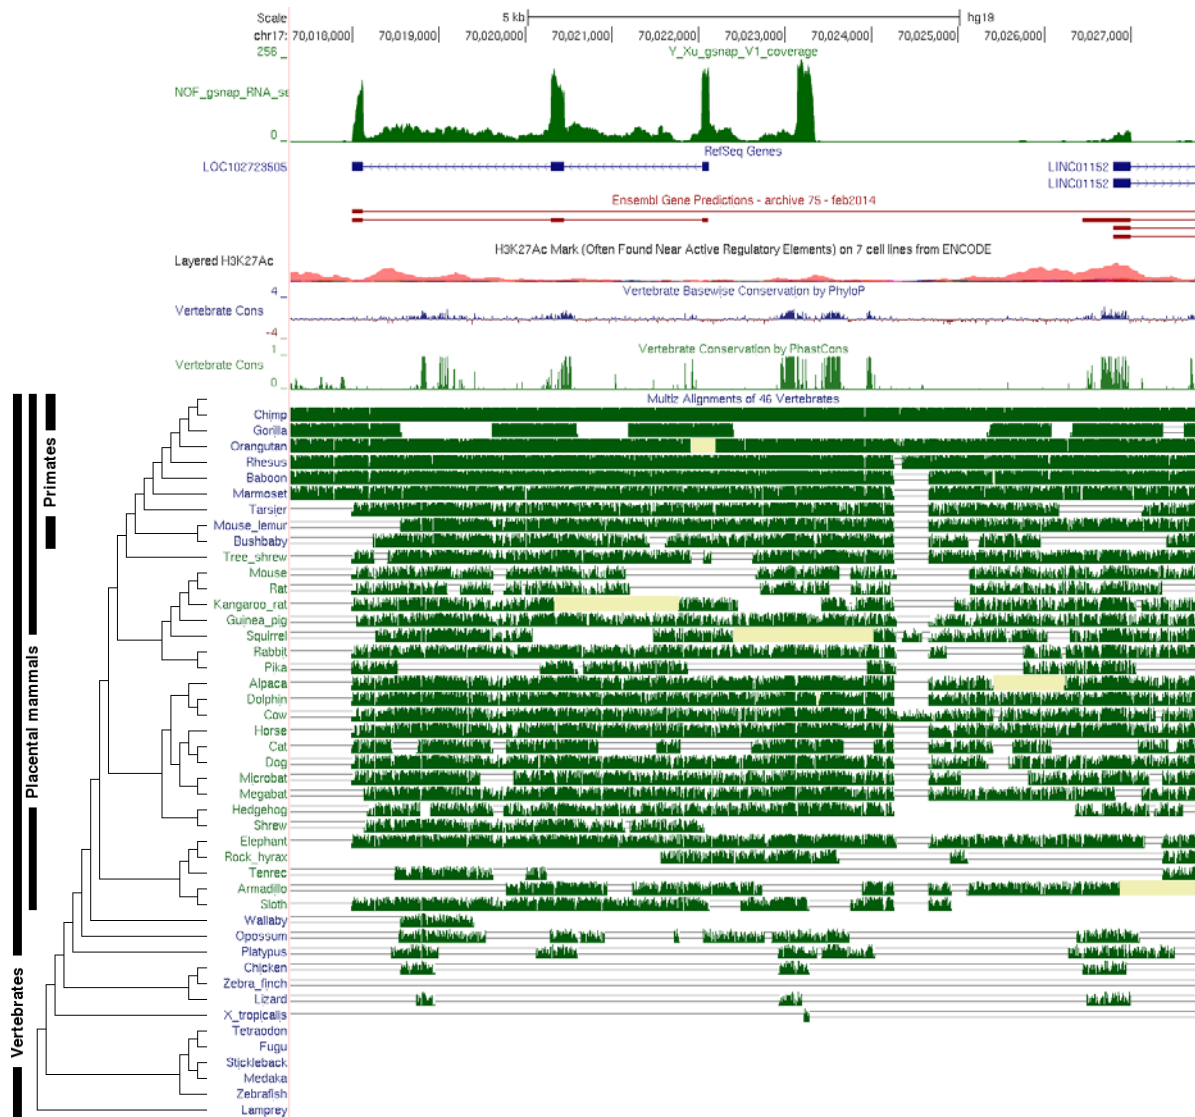 Scale 5 kb hg18
chr17: 70,018,000 70,019,000 70,020,000 70,021,000 70,022,000 70,023,000 70,024,000 70,025,000 70,026,000 70,027,000
256 _ Y_Xu_gsnap_V1_coverage
NOF_gsnap_RNA_se
0 _
RefSeq Genes
LOC102723505 LINC01152
LINC01152
Ensembl Gene Predictions - archive 75 - feb2014
H3K27Ac Mark (Often Found Near Active Regulatory Elements) on 7 cell lines from ENCODE
Layered H3K27Ac
4 _ Vertebrate Basewise Conservation by PhyloP
Vertebrate Cons
-4 _
1 _ Vertebrate Conservation by PhastCons
Vertebrate Cons
0 _
Multiz Alignments of 46 Vertebrates
Chimp
Gorilla
Orangutan
Rhesus
Baboon
Marmoset
Tarsier
Mouse_lemur
Bushbaby
Tree_shrew
Mouse
Rat
Kangaroo_rat
Guinea_pig
Squirrel
Rabbit
Pika
Alpaca
Dolphin
Cow
Horse
Cat
Dog
Microbat
Megabat
Hedgehog
Shrew
Elephant
Rock_hyrax
Tenrec
Armadillo
Sloth
Wallaby
Opossum
Platypus
Chicken
Zebra_finch
Lizard
X_tropicalis
Tetraodon
Fugu
Stickleback
Medaka
Zebrafish
Lamprey
Primates
Placental mammals
Vertebrates